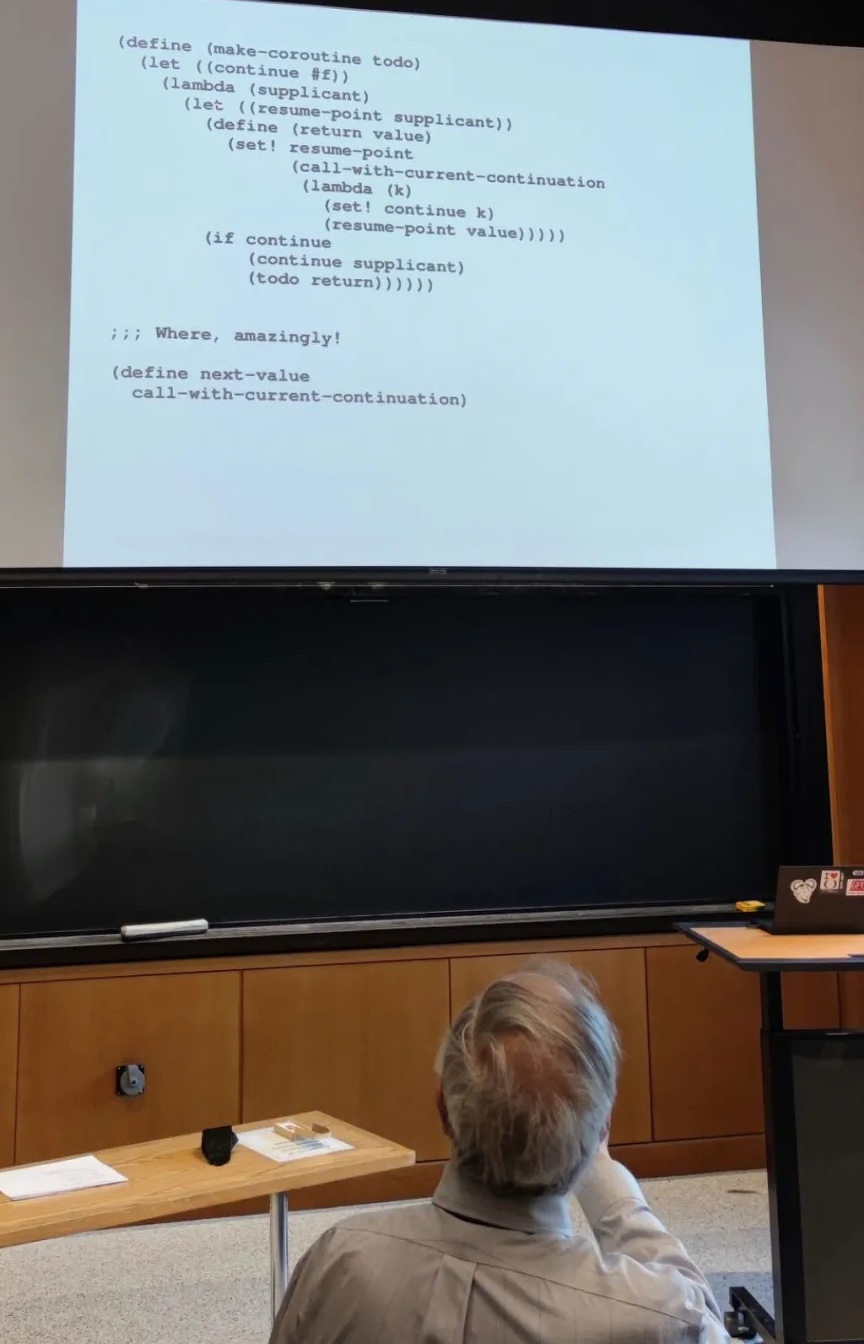 (define (make-coroutine todo)
(let ((continue #f))
(lambda (supplicant)
(let ((resume-point supplicant))
(define (return value)
(set! resume-point
(call-with-current-continuation
(lambda (k)
(set! continue k)
(resume-point value)))))
(if continue
(continue supplicant)
(todo return))))))
;;; Where, amazingly!
(define next-value
call-with-current-continuation)